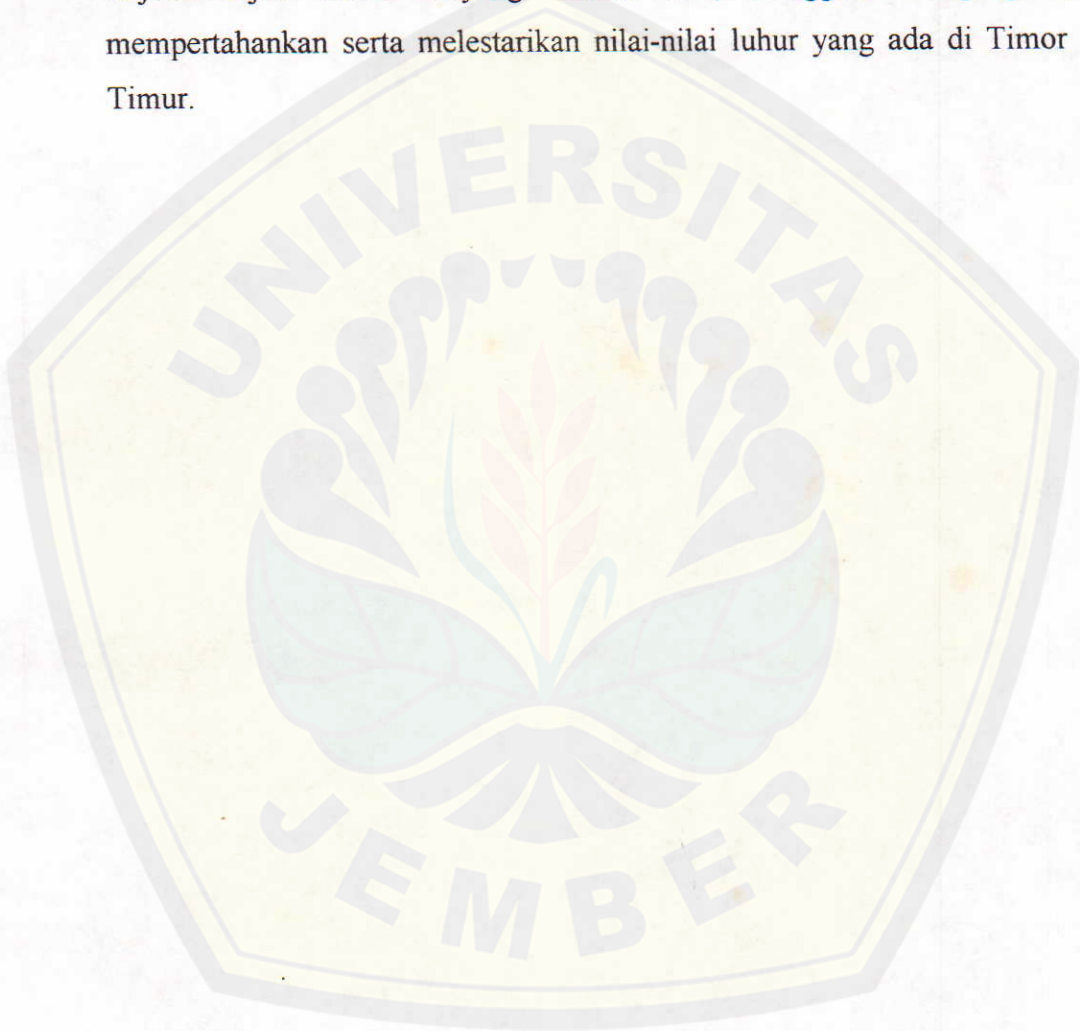 mempertahankan serta melestarikan nilai-nilai luhur yang ada di Timor
Timur.
UNIVERSITAS
JEMBER